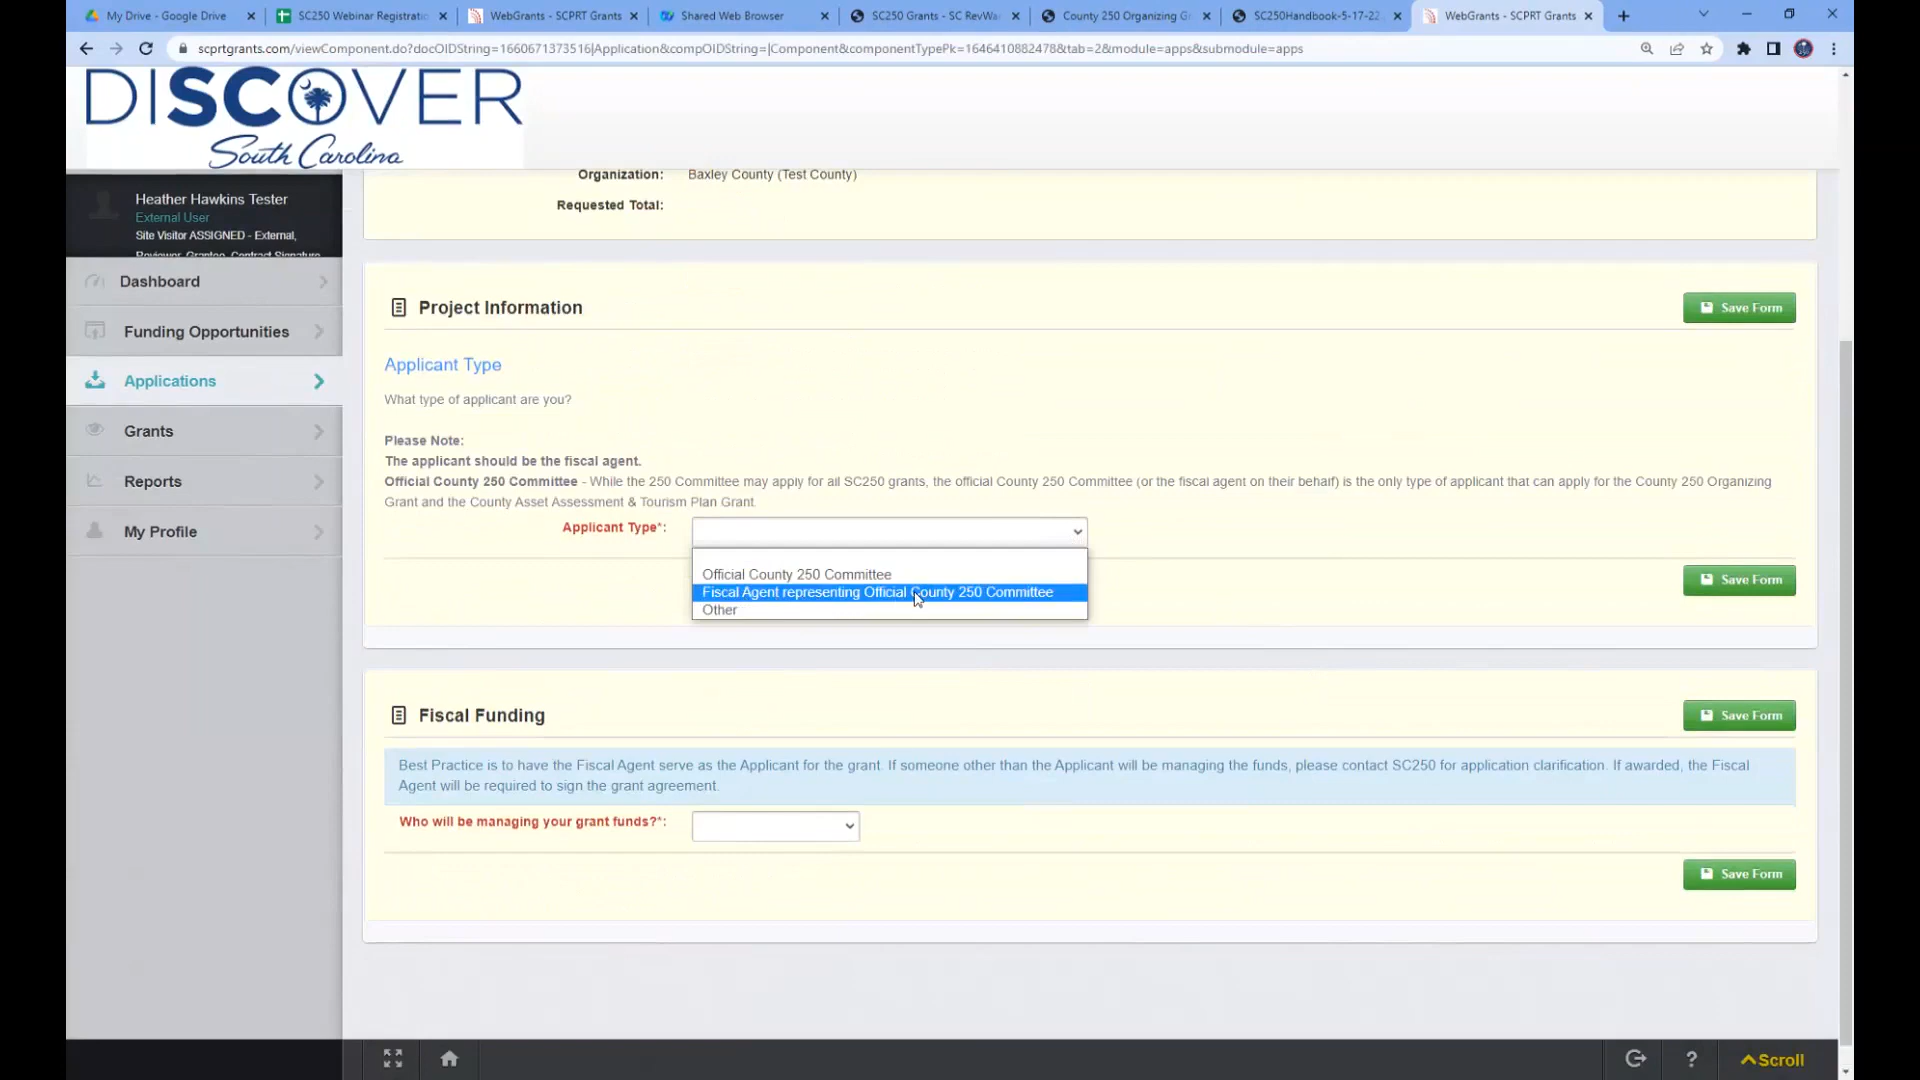 My Drive - Google Drive
SC250 Webinar Registratio
WebGrants - SCPRT Grants
Shared Web Browser
SC250 Grants - SC RevWa
County 250 Organizing Gr
SC250Handbook-5-17-22
WebGrants - SCPRT Grants
scprtgrants.com/viewComponent.do?docOIDString=1660671373516|Application&compOIDString=|Component&componentTypePk=1646410882478&tab=2&module=apps&submodule=apps
DISCOVER
South Carolina
Heather Hawkins Tester
External User
Site Visitor ASSIGNED - External,
Reviewer, Grantee, Contract Signature
Dashboard
Funding Opportunities
Applications
Grants
Reports
My Profile
Organization: Baxley County (Test County)
Requested Total:
Project Information
Save Form
Applicant Type
What type of applicant are you?
Please Note:
The applicant should be the fiscal agent.
Official County 250 Committee - While the 250 Committee may apply for all SC250 grants, the official County 250 Committee (or the fiscal agent on their behalf) is the only type of applicant that can apply for the County 250 Organizing
Grant and the County Asset Assessment & Tourism Plan Grant.
Applicant Type*:
Official County 250 Committee
Fiscal Agent representing Official County 250 Committee
Other
Save Form
Fiscal Funding
Save Form
Best Practice is to have the Fiscal Agent serve as the Applicant for the grant. If someone other than the Applicant will be managing the funds, please contact SC250 for application clarification. If awarded, the Fiscal
Agent will be required to sign the grant agreement.
Who will be managing your grant funds?*:
Save Form
?
Scroll